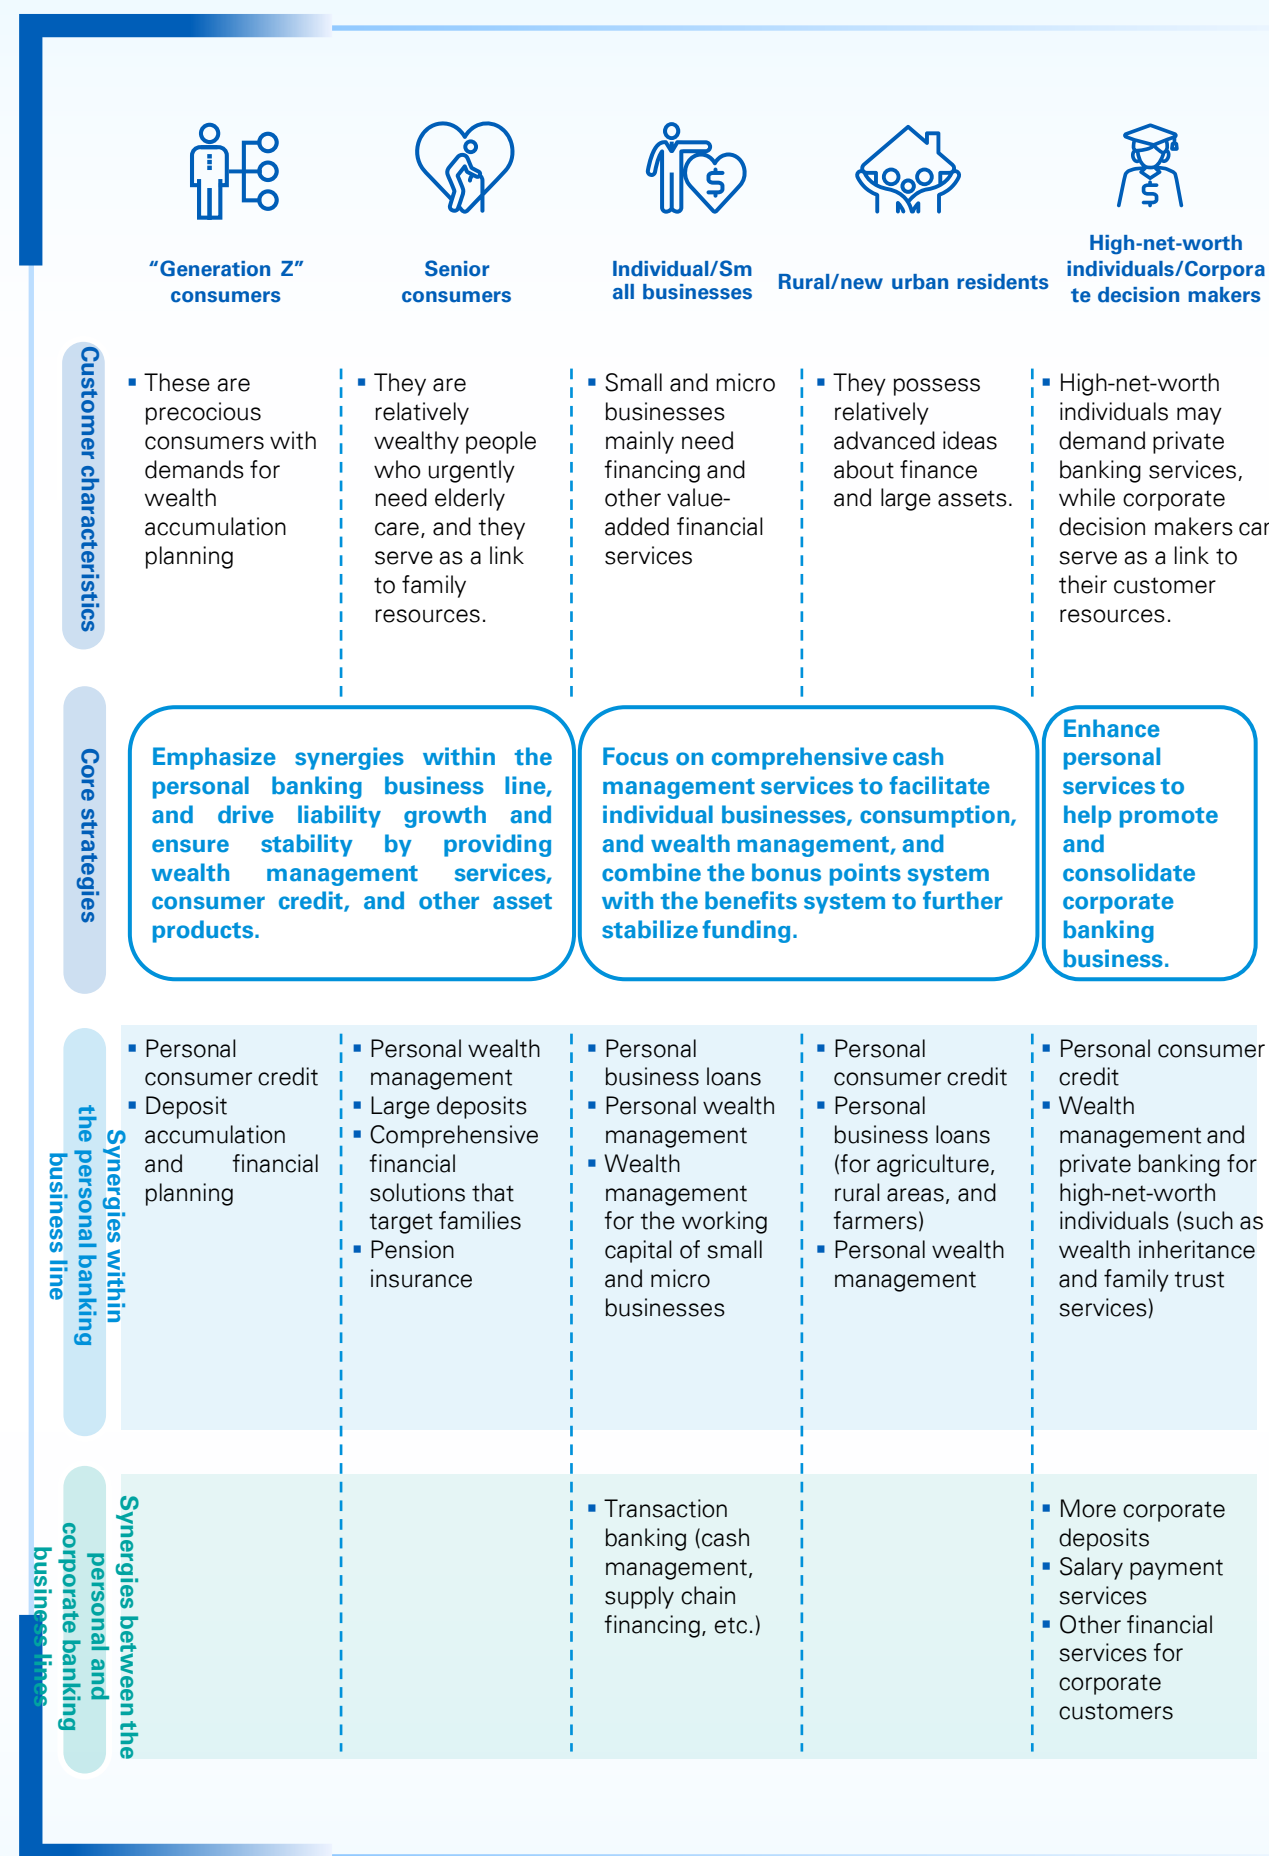 “Generation Z”
consumers
Senior
consumers
Individual/Sm
all businesses
Rural/new urban residents
High-net-worth
individuals/Corpora
te decision makers
Customer characteristics
▪ These are
precocious
consumers with
demands for
wealth
accumulation
planning
▪ They are
relatively
wealthy people
who urgently
need elderly
care, and they
serve as a link
to family
resources.
▪ Small and micro
businesses
mainly need
financing and
other value-
added financial
services
▪ They possess
relatively
advanced ideas
about finance
and large assets.
▪ High-net-worth
individuals may
demand private
banking services,
while corporate
decision makers can
serve as a link to
their customer
resources.
Core strategies
Emphasize synergies within the
personal banking business line,
and drive liability growth and
ensure stability by providing
wealth management services,
consumer credit, and other asset
products.
Focus on comprehensive cash
management services to facilitate
individual businesses, consumption,
and wealth management, and
combine the bonus points system
with the benefits system to further
stabilize funding.
Enhance
personal
services to
help promote
and
consolidate
corporate
banking
business.
Synergies within
the personal banking
business line
▪ Personal
consumer credit
▪ Deposit
accumulation
and financial
planning
▪ Personal wealth
management
▪ Large deposits
▪ Comprehensive
financial
solutions that
target families
▪ Pension
insurance
▪ Personal
business loans
▪ Personal wealth
management
▪ Wealth
management
for the working
capital of small
and micro
businesses
▪ Personal
consumer credit
▪ Personal
business loans
(for agriculture,
rural areas, and
farmers)
▪ Personal wealth
management
▪ Personal consumer
credit
▪ Wealth
management and
private banking for
high-net-worth
individuals (such as
wealth inheritance
and family trust
services)
Synergies between the
personal and
corporate banking
business lines
▪ Transaction
banking (cash
management,
supply chain
financing, etc.)
▪ More corporate
deposits
▪ Salary payment
services
▪ Other financial
services for
corporate
customers